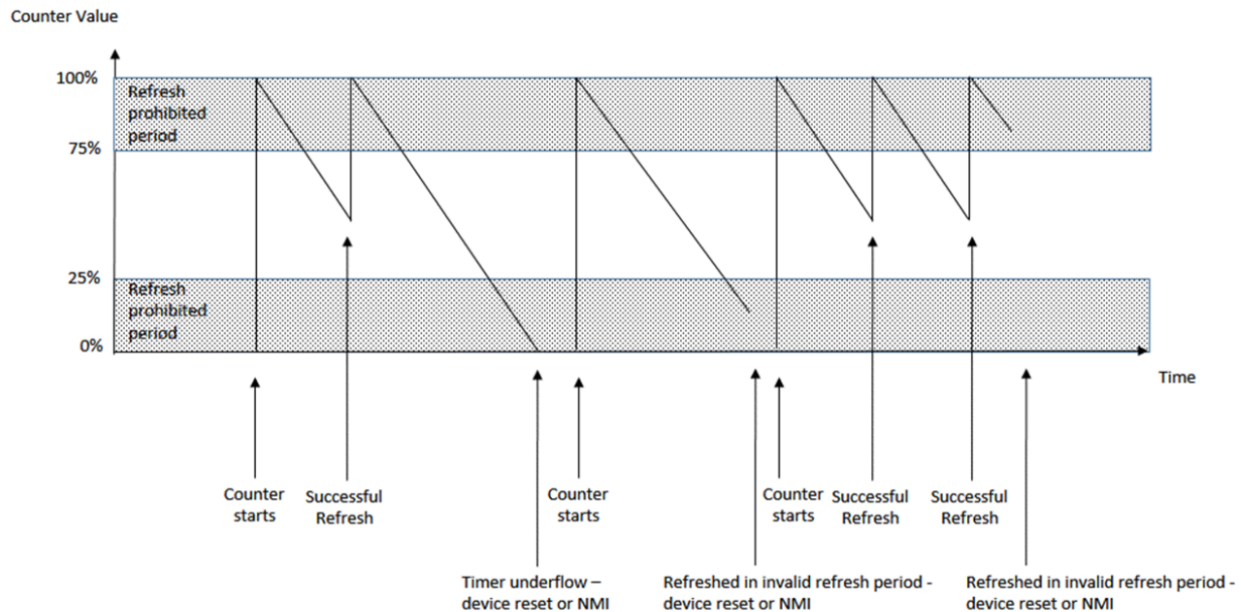 Counter Value
100%
Refresh
prohibited
period
75%
25%
Refresh
prohibited
period
0%
Time
Counter
starts
Successful
Refresh
Counter
starts
Counter
starts
Successful
Refresh
Successful
Refresh
Timer underflow –
device reset or NMI
Refreshed in invalid refresh period -
device reset or NMI
Refreshed in invalid refresh period -
device reset or NMI